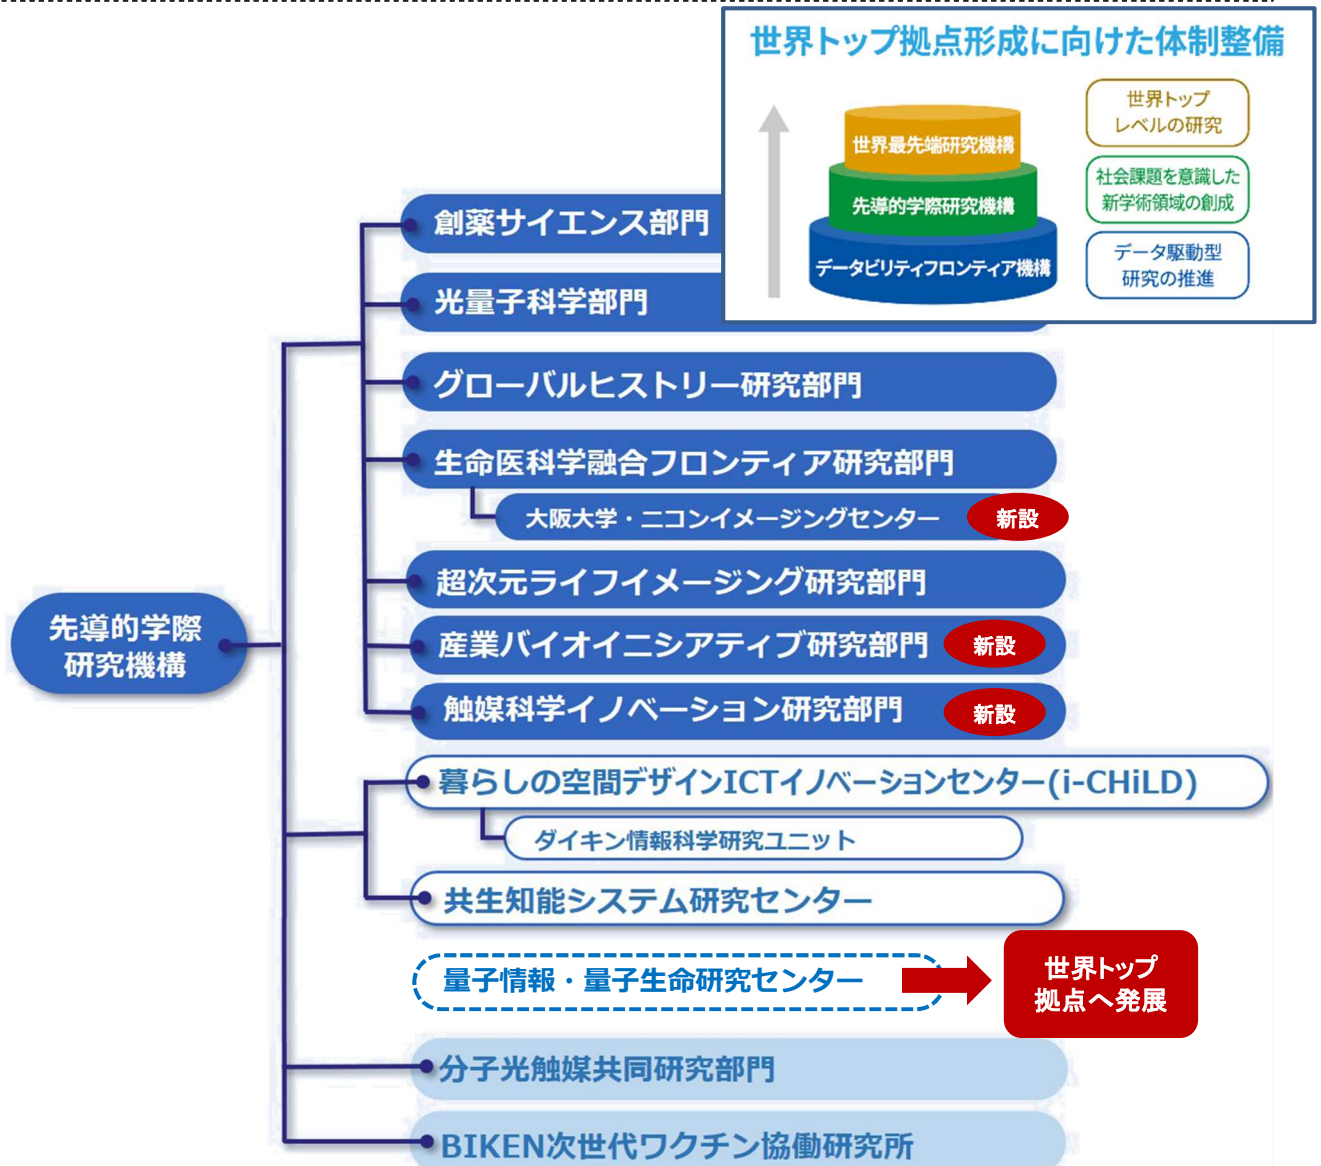 世界トップ拠点形成に向けた体制整備
世界最先端研究機構
先導的学際研究機構
データビリティフロンティア機構
世界トップ
レベルの研究
社会課題を意識した
新学術領域の創成
データ駆動型
研究の推進
先導的学際
研究機構
創薬サイエンス部門
光量子科学部門
グローバルヒストリー研究部門
生命医科学融合フロンティア研究部門
大阪大学・ニコンイメージングセンター 新設
超次元ライフイメージング研究部門
産業バイオイニシアティブ研究部門 新設
触媒科学イノベーション研究部門 新設
暮らしの空間デザインICTイノベーションセンター(i-CHiLD)
ダイキン情報科学研究ユニット
共生知能システム研究センター
量子情報・量子生命研究センター
世界トップ
拠点へ発展
分子光触媒共同研究部門
BIKEN次世代ワクチン協働研究所